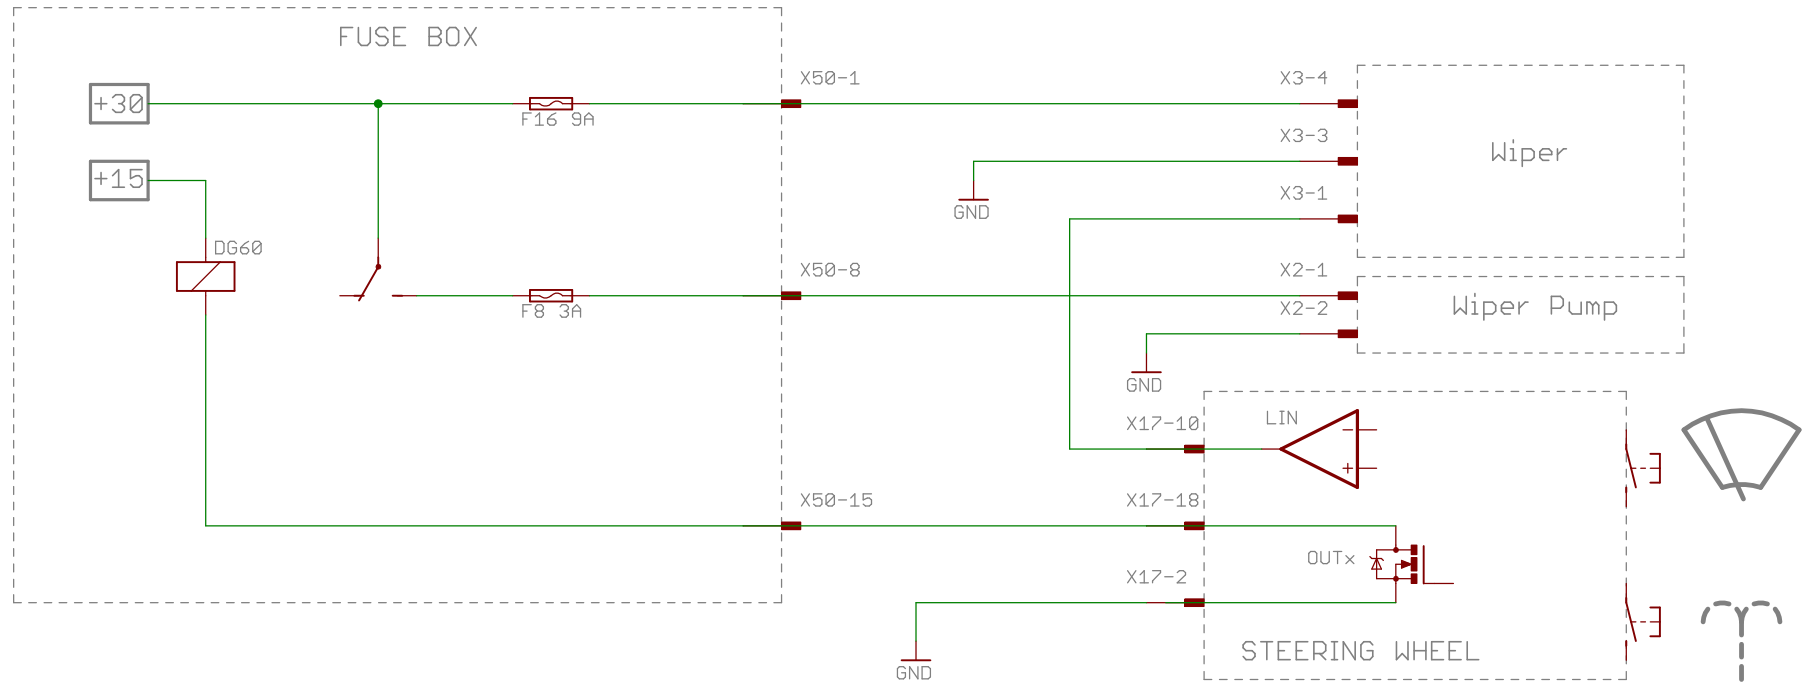 FUSE BOX
+30
X50-1
X3-4
F16 9A
X3-3
Wiper
+15
X3-1
GND
DG60
X50-8
X2-1
F8 3A
X2-2
Wiper Pump
GND
X17-10
LIN
X50-15
X17-18
OUTx
X17-2
STEERING WHEEL
GND